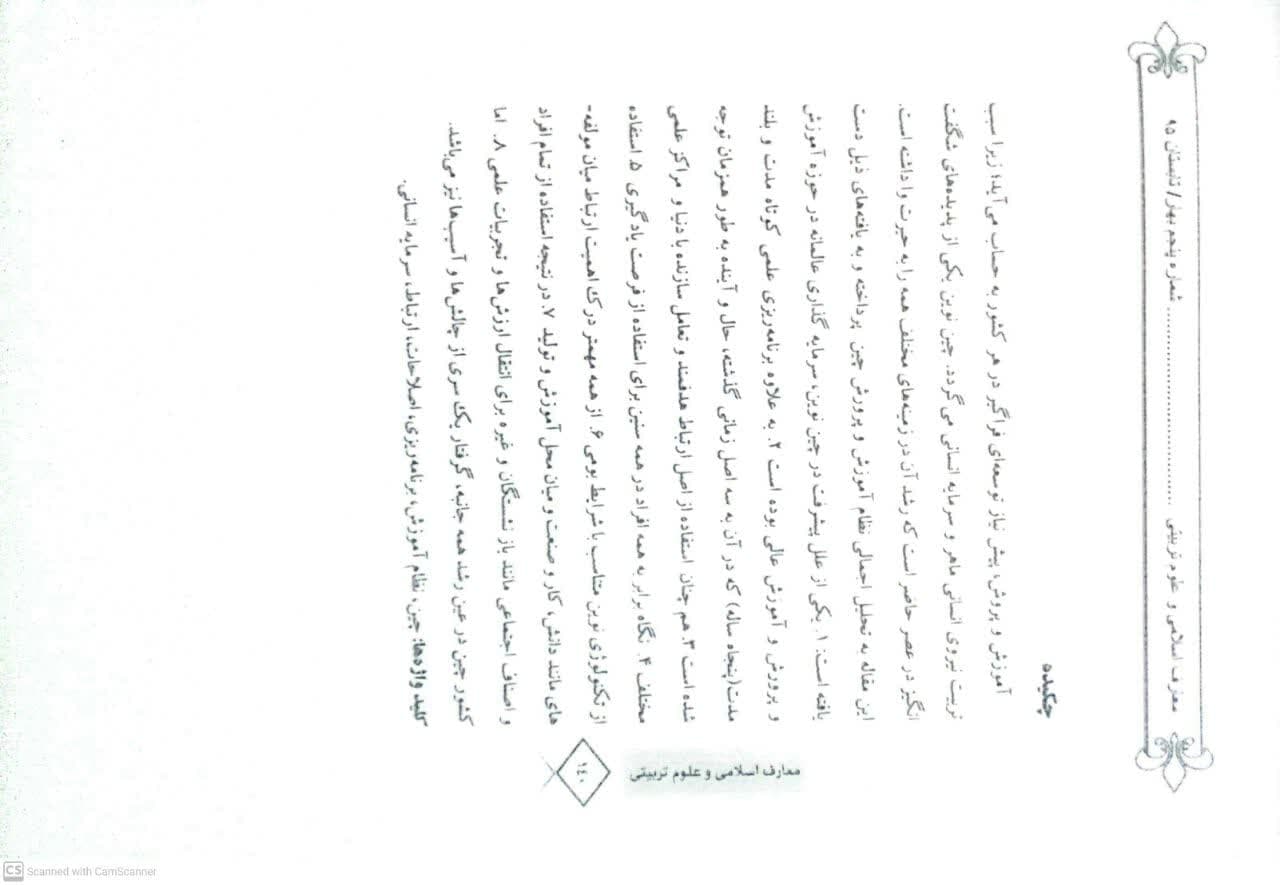 معارف اسلامی و علوم تربیتی ................................... شماره پنجم بهار/ تابستان ۹۵
چکیده
آموزش و پروش، پیش نیاز توسعه‌ای فراگیر در هر کشور به حساب می‌آید؛ زیرا سبب
تربیت نیروی انسانی ماهر و سرمایه انسانی می‌گردد. چین نوین یکی از پدیده‌های شگفت
انگیز در عصر حاضر است که رشد آن در زمینه‌های مختلف همه را به حیرت وا داشته است.
این مقاله به تحلیل اجمالی نظام آموزش و پرورش چین پرداخته و به یافته‌های ذیل دست
یافته است: ۱. یکی از علل پیشرفت در چین نوین، سرمایه گذاری عالمانه در حوزه آموزش
و پرورش و آموزش عالی بوده است ۲. به علاوه برنامه‌ریزی علمی کوتاه مدت و بلند
مدت(پنجاه ساله) که در آن به سه اصل زمانی گذشته، حال و آینده به طور همزمان توجه
شده است ۳. هم چنان استفاده از اصل ارتباط هدفمند و تعامل سازنده با دنیا و مراکز علمی
مختلف ۴. نگاه برابر به همه افراد در همه سنین برای استفاده از فرصت یادگیری ۵. استفاده
از تکنولوژی نوین متناسب با شرایط بومی ۶. از همه مهمتر درک اهمیت ارتباط میان مولفه-
های مانند دانش، کار و صنعت و میان محل آموزش و تولید ۷. در نتیجه استفاده از تمام افراد
و اصناف اجتماعی مانند باز نشستگان و غیره برای انتقال ارزش‌ها و تجربیات علمی ۸. اما
کشور چین در عین رشد همه جانبه، گرفتار یک سری از چالش‌ها و آسیب‌ها نیز می‌باشد.
کلید واژه‌ها: چین، نظام آموزش، برنامه‌ریزی، اصلاحات، ارتباط، سرمایه انسانی.
معارف اسلامی و علوم تربیتی
۱٤۰
CS Scanned with CamScanner